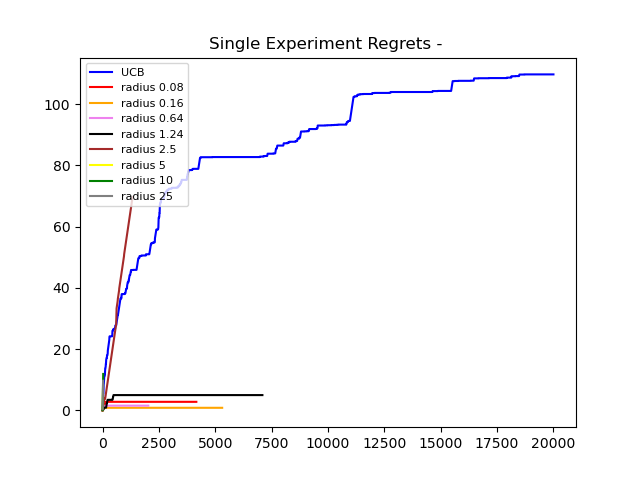 Single Experiment Regrets -
UCB
radius 0.08
radius 0.16
radius 0.64
radius 1.24
radius 2.5
radius 5
radius 10
radius 25
100
80
60
40
20
0
0 2500 5000 7500 10000 12500 15000 17500 20000